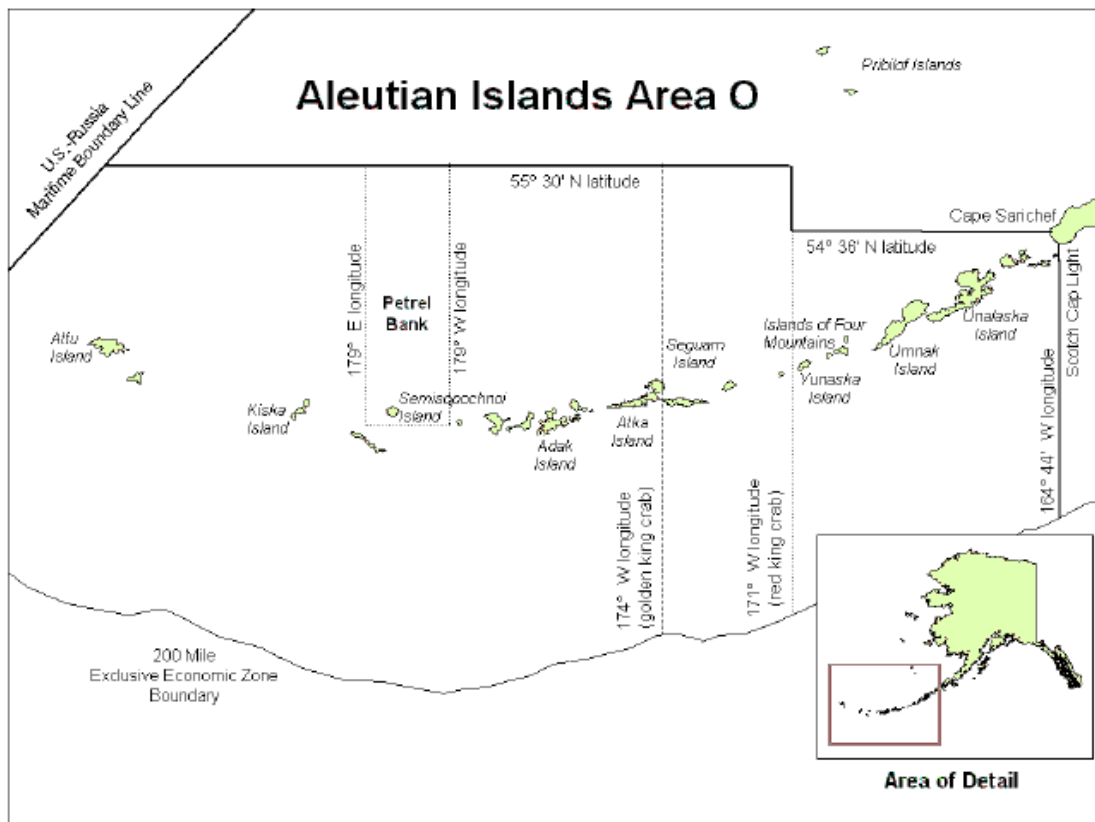 Pribilof Islands
Aleutian Islands Area O
U.S.-Russia
Maritime Boundary Line
55° 30' N latitude
Cape Sarichef
54° 36' N latitude
179° E longitude
Petrel
Bank
179° W longitude
Scotch Cap Light
Attu
Island
Kiska
Island
Semisopochnoi
Island
Adak
Island
Atka
Island
Seguam
Island
Islands of Four
Mountains
Yunaska
Island
Umnak
Island
Unalaska
Island
174° W longitude
(golden king crab)
171° W longitude
(red king crab)
164° 44' W longitude
200 Mile
Exclusive Economic Zone
Boundary
Area of Detail